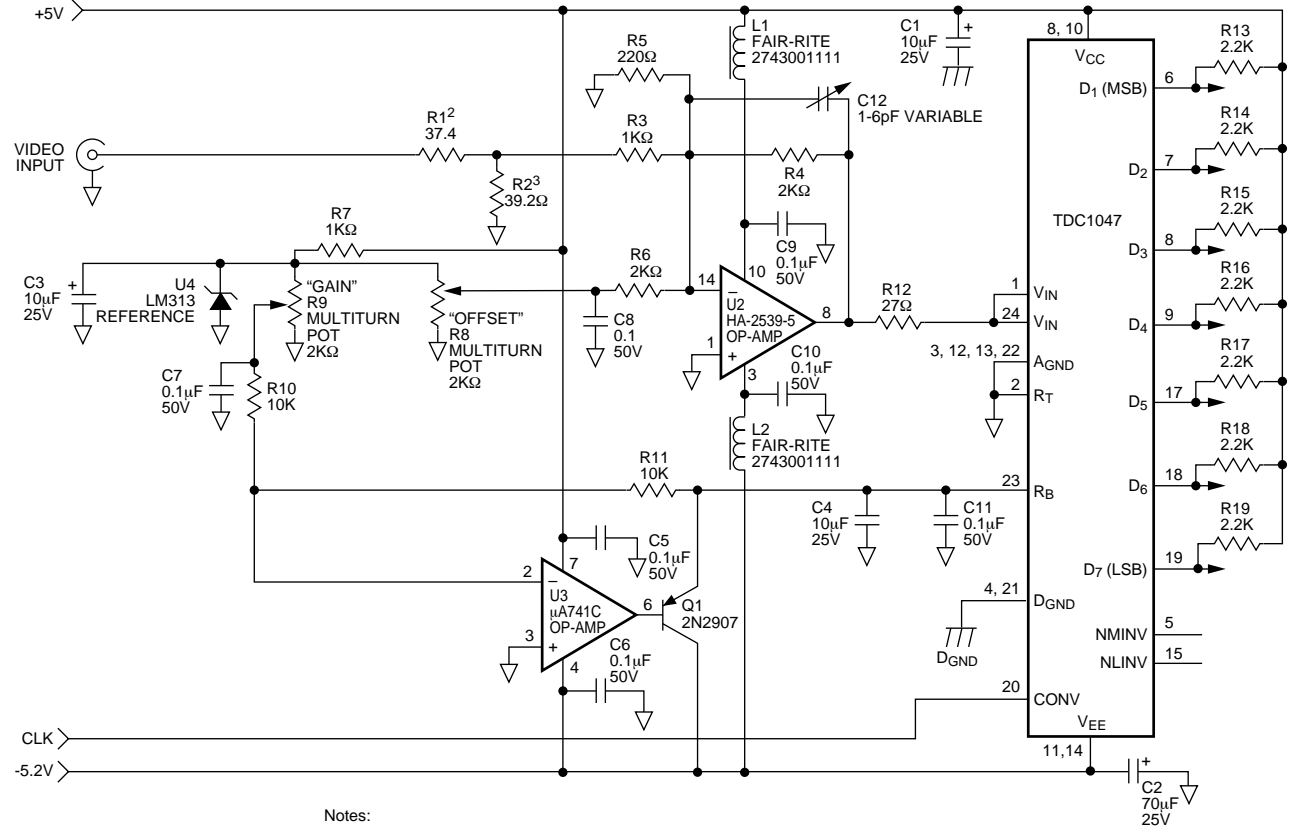 +5V
L1
FAIR-RITE
2743001111
C1
10µF
25V
+
8, 10
VCC
R13
2.2K
R5
220Ω
C12
1-6pF VARIABLE
D1 (MSB)
6
VIDEO
INPUT
R1²
37.4
R3
1KΩ
R4
2KΩ
R2³
39.2Ω
R14
2.2K
D2
7
TDC1047
R15
2.2K
D3
8
R7
1KΩ
C9
0.1µF
50V
C3
10µF
25V
+
U4
LM313
REFERENCE
"GAIN"
R9
MULTITURN
POT
2KΩ
"OFFSET"
R8
MULTITURN
POT
2KΩ
R6
2KΩ
C8
0.1
50V
14
10
–
U2
HA-2539-5
OP-AMP
+
1
3
8
R12
27Ω
1
VIN
24
VIN
R16
2.2K
D4
9
C10
0.1µF
50V
3, 12, 13, 22
AGND
2
RT
R17
2.2K
D5
17
C7
0.1µF
50V
R10
10K
L2
FAIR-RITE
2743001111
R11
10K
R18
2.2K
D6
18
C4
10µF
25V
C11
0.1µF
50V
23
RB
R19
2.2K
D7 (LSB)
19
C5
0.1µF
50V
2
7
–
U3
µA741C
OP-AMP
+
3
4
6
Q1
2N2907
C6
0.1µF
50V
4, 21
DGND
DGND
NMINV
5
NLINV
15
20
CONV
CLK
VEE
11,14
-5.2V
+
C2
70µF
25V
Notes: